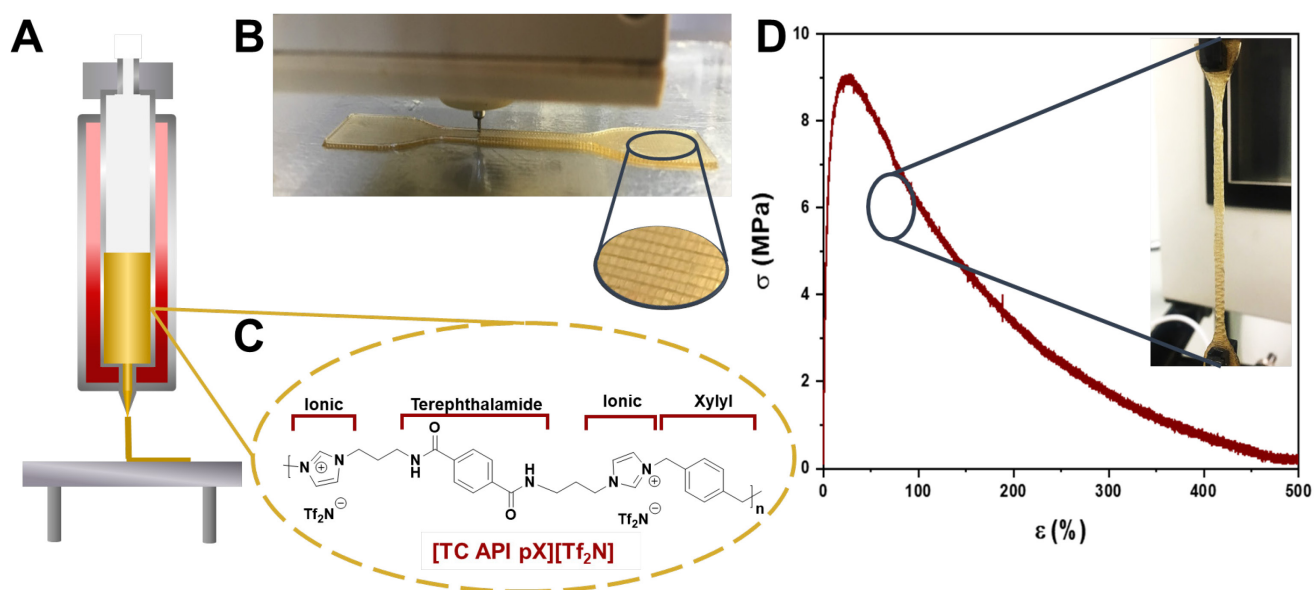 A
B
C
Ionic
Terephthalamide
Ionic
Xylyl
O
N
N
⊕
N
H
H
N
O
N
N
⊕
n
Tf₂N⊖
Tf₂N⊖
[TC API pX][Tf₂N]
D
10
8
6
4
2
0
σ (MPa)
0 100 200 300 400 500
ε (%)